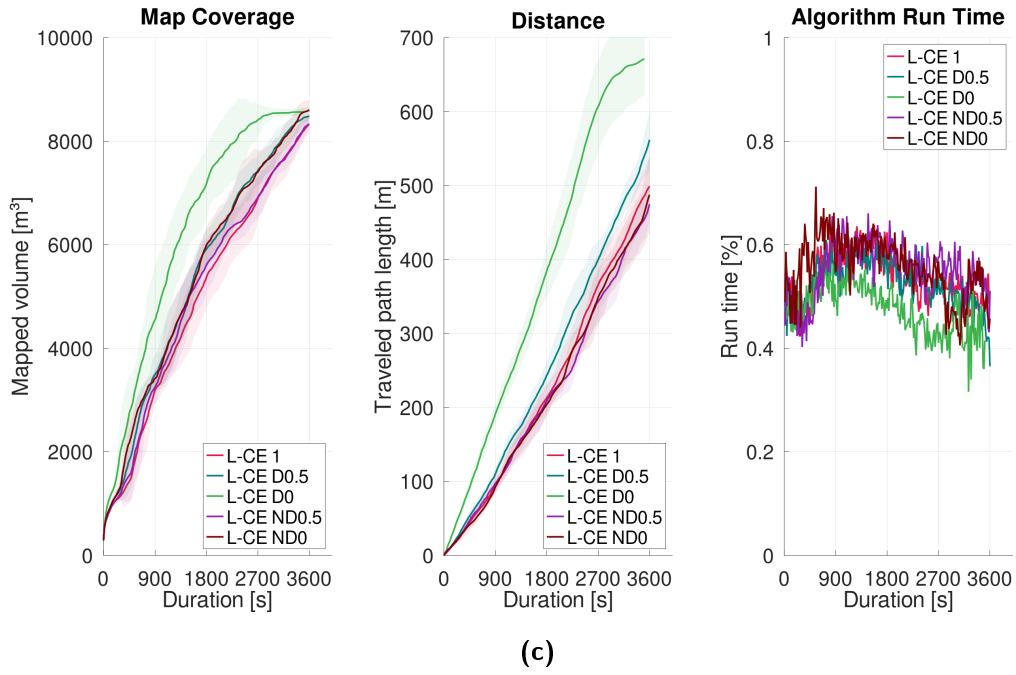 Map Coverage
10000
8000
6000
4000
2000
0
0 900 1800 2700 3600
Duration [s]
Mapped volume [m³]
L-CE 1
L-CE D0.5
L-CE D0
L-CE ND0.5
L-CE ND0
Distance
700
600
500
400
300
200
100
0
0 900 1800 2700 3600
Duration [s]
Traveled path length [m]
L-CE 1
L-CE D0.5
L-CE D0
L-CE ND0.5
L-CE ND0
Algorithm Run Time
1
0.8
0.6
0.4
0.2
0
0 900 1800 2700 3600
Duration [s]
Run time [%]
L-CE 1
L-CE D0.5
L-CE D0
L-CE ND0.5
L-CE ND0
(c)